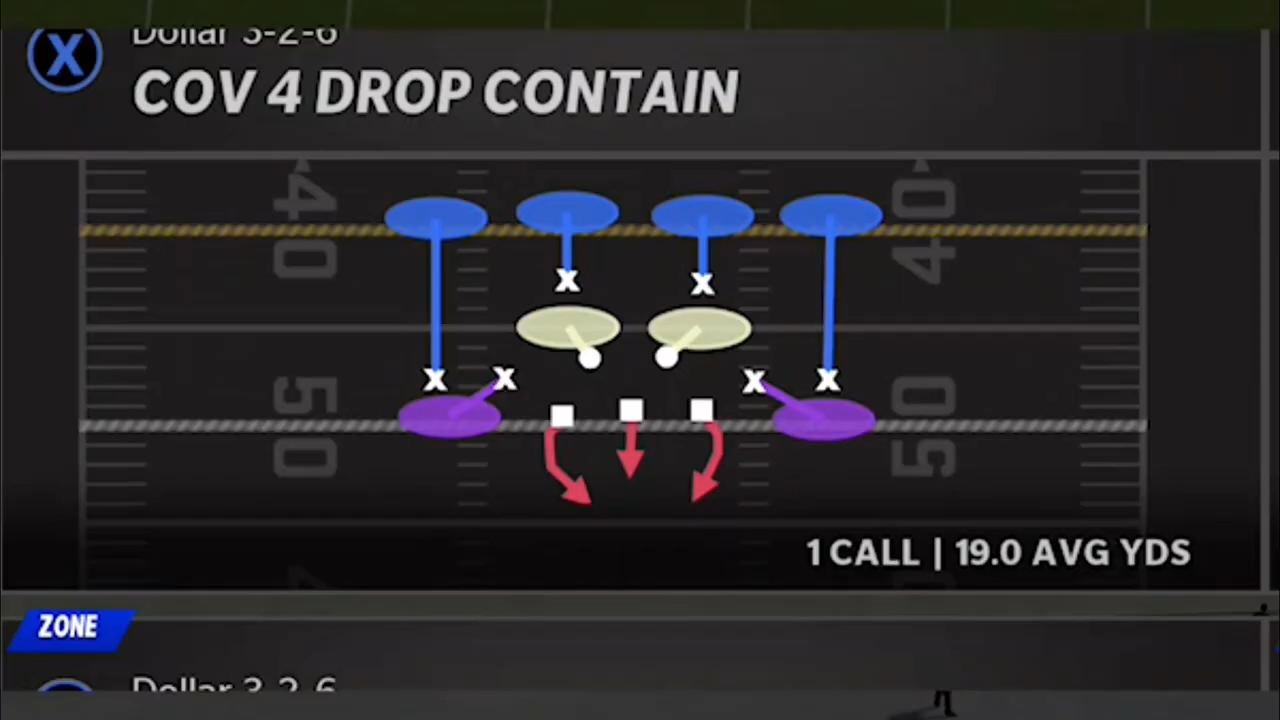 X Dollar 3-2-6
COV 4 DROP CONTAIN
40 40
X X
X X X X
50 50
1 CALL | 19.0 AVG YDS
ZONE
Dollar 3-2-6